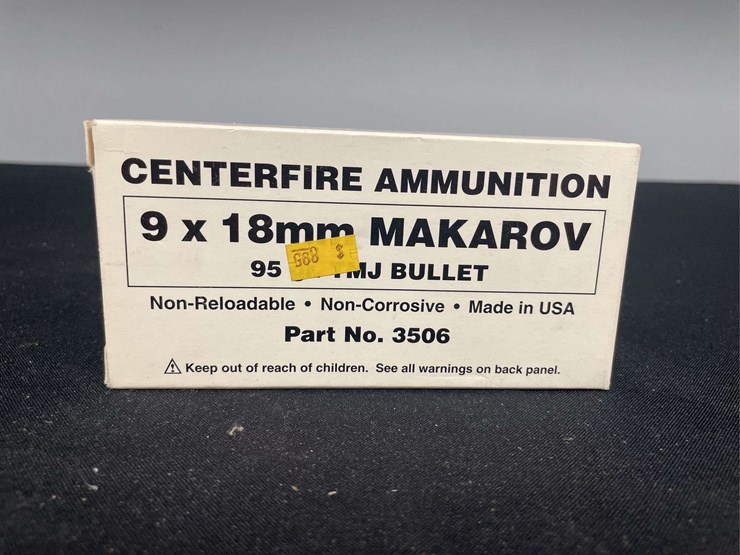 CENTERFIRE AMMUNITION
9 x 18mm MAKAROV
95 TMJ BULLET
Non-Reloadable • Non-Corrosive • Made in USA
Part No. 3506
⚠ Keep out of reach of children. See all warnings on back panel.